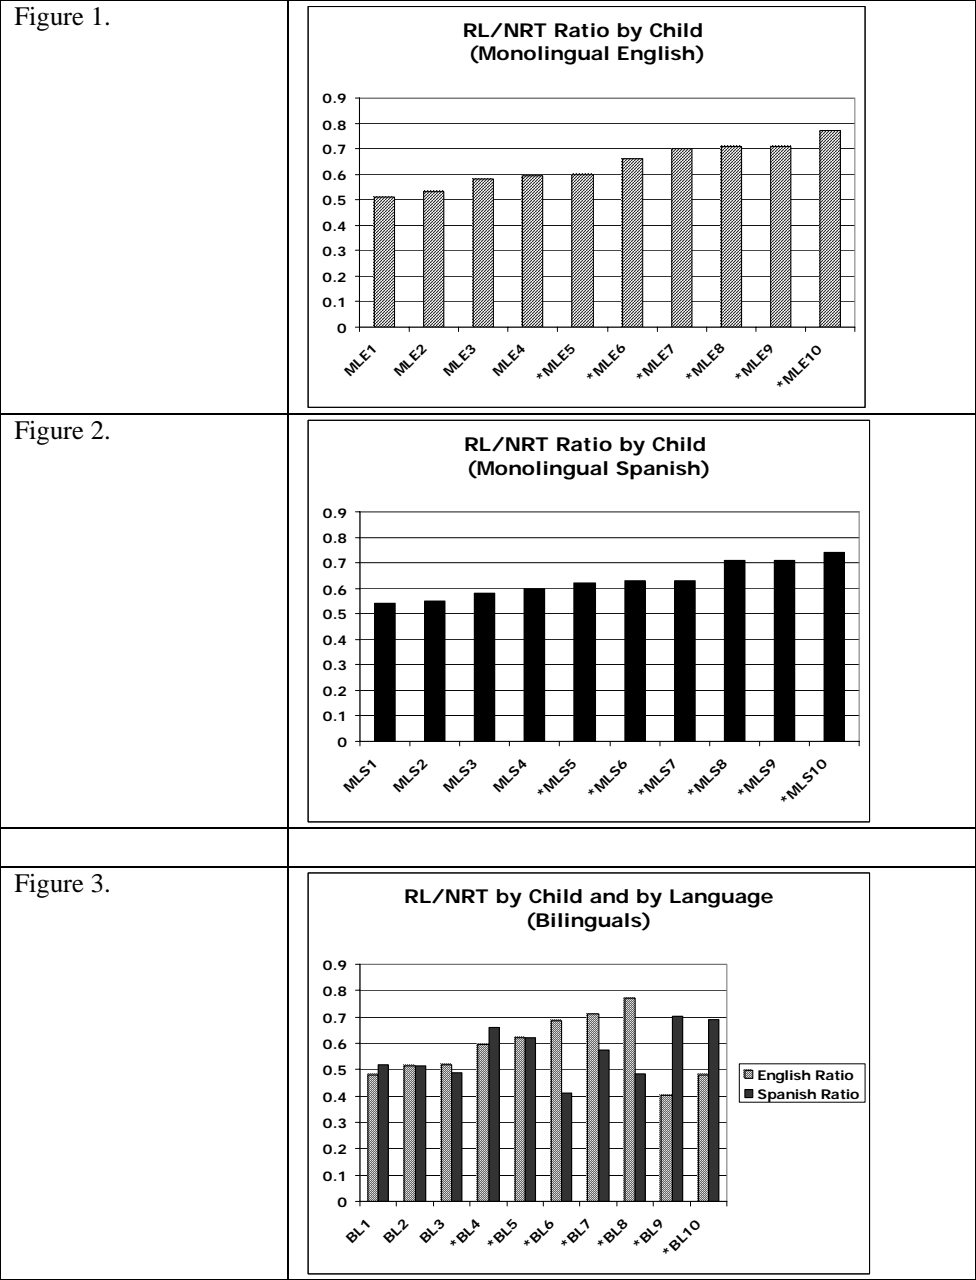 Figure 1.
RL/NRT Ratio by Child
(Monolingual English)
0.9
0.8
0.7
0.6
0.5
0.4
0.3
0.2
0.1
0
MLE1 MLE2 MLE3 MLE4 *MLE5 *MLE6 *MLE7 *MLE8 *MLE9 *MLE10
Figure 2.
RL/NRT Ratio by Child
(Monolingual Spanish)
0.9
0.8
0.7
0.6
0.5
0.4
0.3
0.2
0.1
0
MLS1 MLS2 MLS3 MLS4 *MLS5 *MLS6 *MLS7 *MLS8 *MLS9 *MLS10
Figure 3.
RL/NRT by Child and by Language
(Bilinguals)
0.9
0.8
0.7
0.6
0.5
0.4
0.3
0.2
0.1
0
BL1 BL2 BL3 *BL4 *BL5 *BL6 *BL7 *BL8 *BL9 *BL10
English Ratio
Spanish Ratio